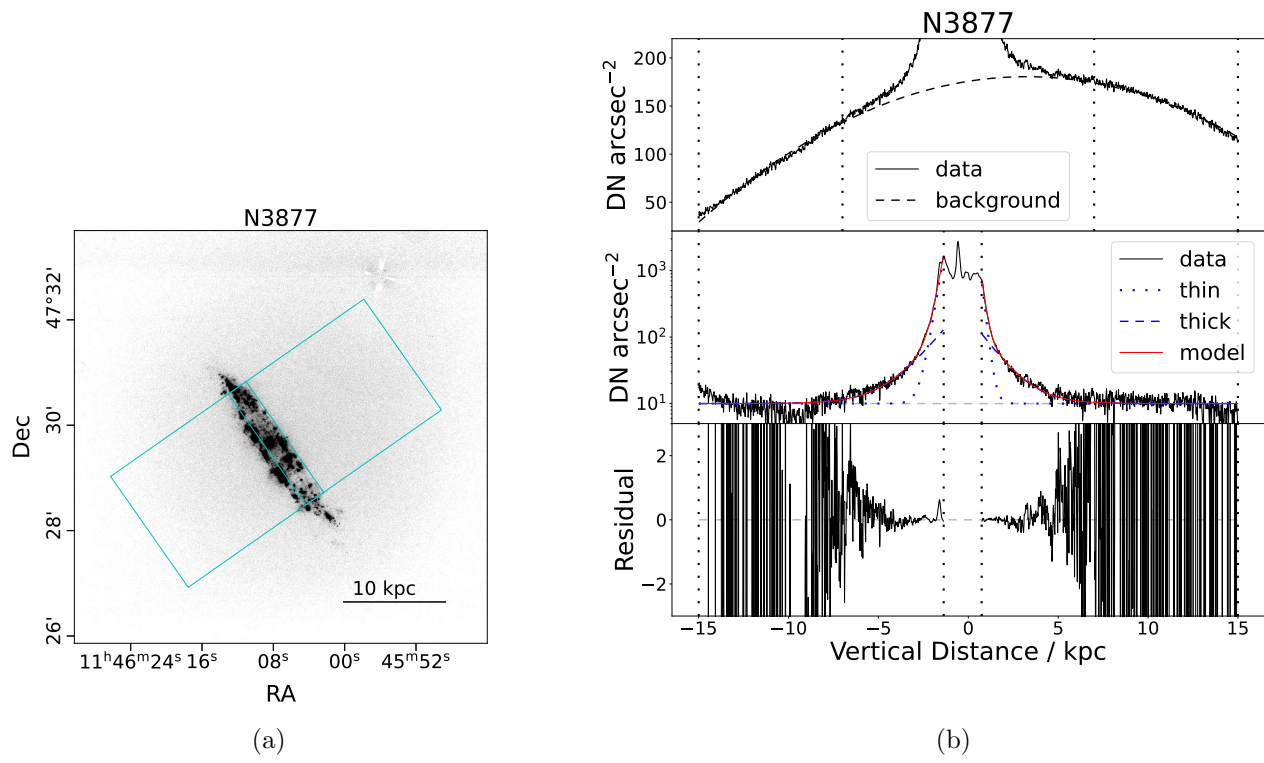 N3877
Dec
47°32'
30'
28'
26'
10 kpc
11ʰ46ᵐ24ˢ 16ˢ 08ˢ 00ˢ 45ᵐ52ˢ
RA
(a)
N3877
DN arcsec⁻²
200
150
100
50
data
background
DN arcsec⁻²
10³
10²
10¹
data
thin
thick
model
Residual
2
0
−2
−15 −10 −5 0 5 10 15
Vertical Distance / kpc
(b)